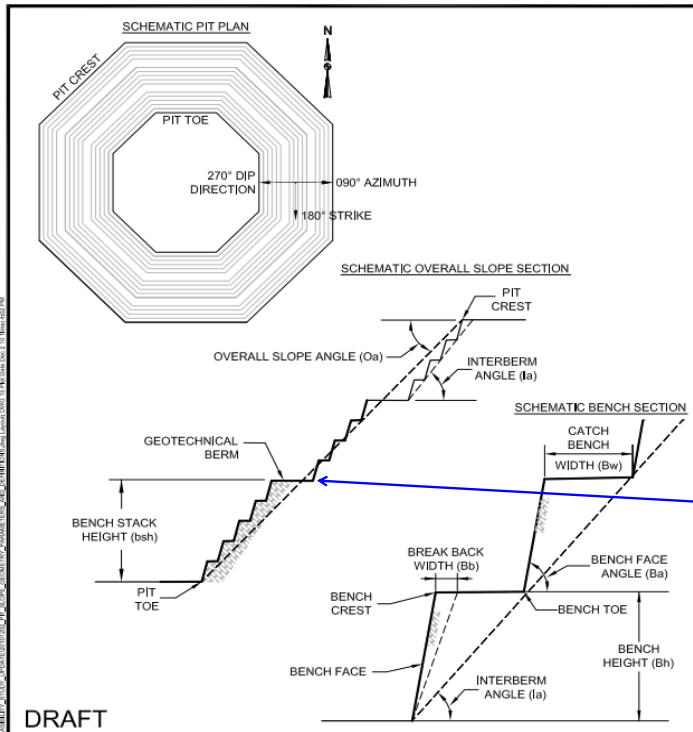 SCHEMATIC PIT PLAN
N
PIT CREST
PIT TOE
270° DIP
DIRECTION
090° AZIMUTH
180° STRIKE
SCHEMATIC OVERALL SLOPE SECTION
PIT
CREST
OVERALL SLOPE ANGLE (Oa)
INTERBERM
ANGLE (Ia)
SCHEMATIC BENCH SECTION
CATCH
BENCH
WIDTH (Bw)
GEOTECHNICAL
BERM
BENCH STACK
HEIGHT (bsh)
PIT
TOE
BREAK BACK
WIDTH (Bb)
BENCH FACE
ANGLE (Ba)
BENCH
CREST
BENCH TOE
BENCH
HEIGHT (Bh)
BENCH FACE
INTERBERM
ANGLE (Ia)
DRAFT